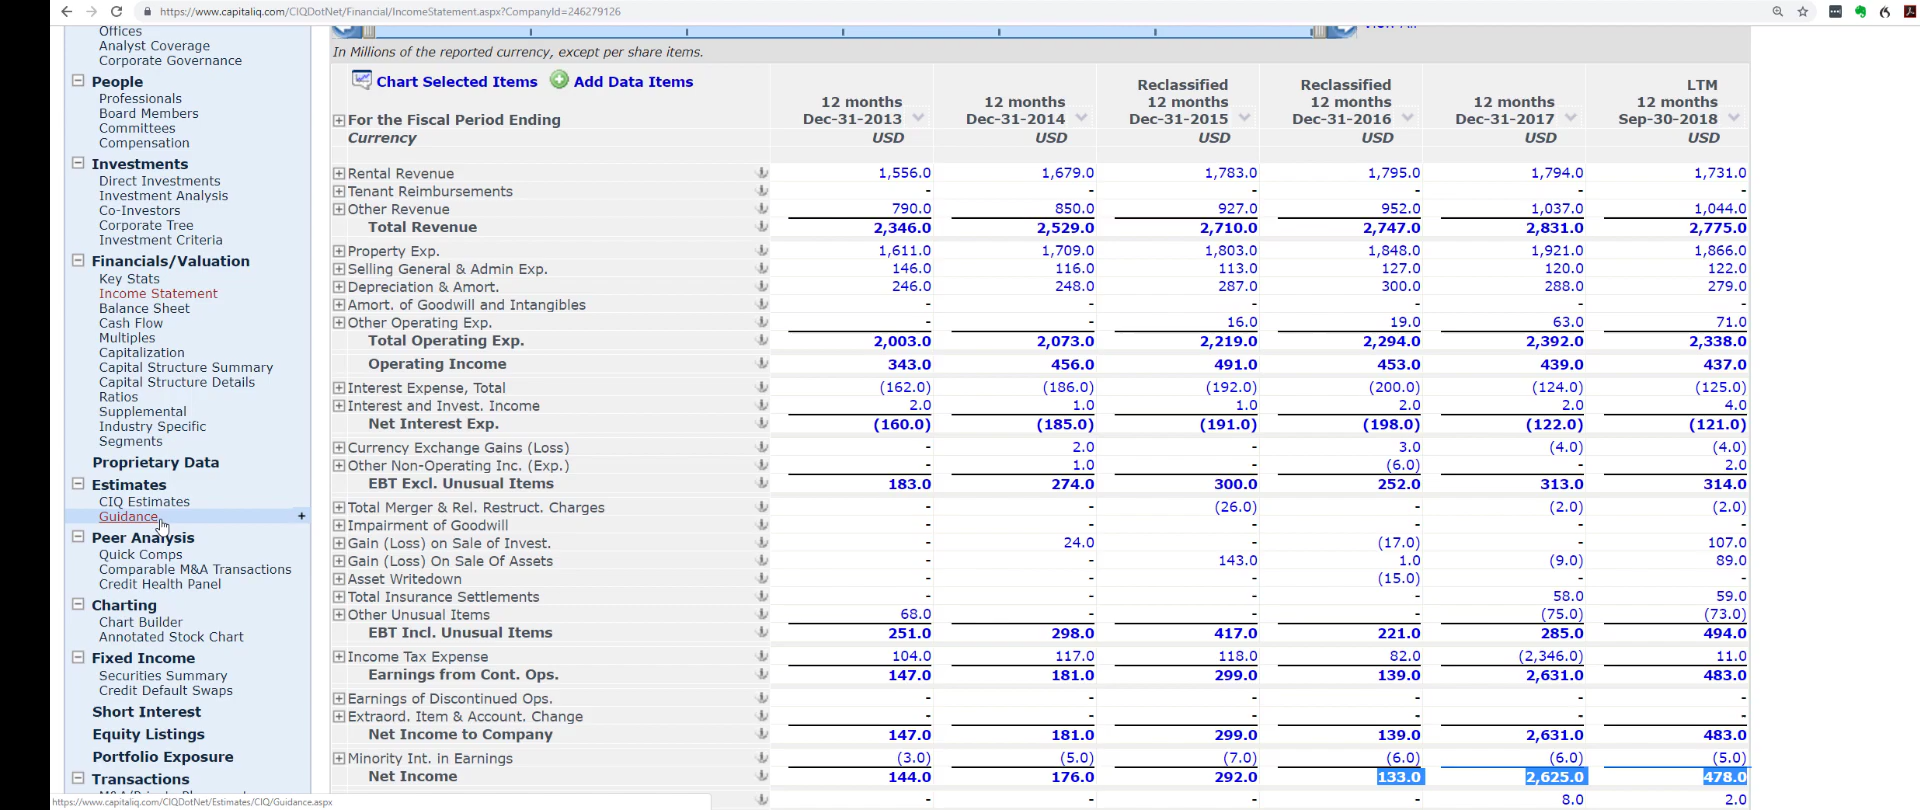 https://www.capitaliq.com/CIQDotNet/Financial/IncomeStatement.aspx?CompanyId=246279126
Offices
Analyst Coverage
Corporate Governance
People
Professionals
Board Members
Committees
Compensation
Investments
Direct Investments
Investment Analysis
Co-Investors
Corporate Tree
Investment Criteria
Financials/Valuation
Key Stats
Income Statement
Balance Sheet
Cash Flow
Multiples
Capitalization
Capital Structure Summary
Capital Structure Details
Ratios
Supplemental
Industry Specific
Segments
Proprietary Data
Estimates
CIQ Estimates
Guidance +
Peer Analysis
Quick Comps
Comparable M&A Transactions
Credit Health Panel
Charting
Chart Builder
Annotated Stock Chart
Fixed Income
Securities Summary
Credit Default Swaps
Short Interest
Equity Listings
Portfolio Exposure
Transactions
https://www.capitaliq.com/CIQDotNet/Estimates/CIQ/Guidance.aspx
In Millions of the reported currency, except per share items.
Chart Selected Items Add Data Items
Reclassified Reclassified LTM
12 months 12 months 12 months 12 months 12 months 12 months
For the Fiscal Period Ending Dec-31-2013 Dec-31-2014 Dec-31-2015 Dec-31-2016 Dec-31-2017 Sep-30-2018
Currency USD USD USD USD USD USD
Rental Revenue 1,556.0 1,679.0 1,783.0 1,795.0 1,794.0 1,731.0
Tenant Reimbursements - - - - - -
Other Revenue 790.0 850.0 927.0 952.0 1,037.0 1,044.0
Total Revenue 2,346.0 2,529.0 2,710.0 2,747.0 2,831.0 2,775.0
Property Exp. 1,611.0 1,709.0 1,803.0 1,848.0 1,921.0 1,866.0
Selling General & Admin Exp. 146.0 116.0 113.0 127.0 120.0 122.0
Depreciation & Amort. 246.0 248.0 287.0 300.0 288.0 279.0
Amort. of Goodwill and Intangibles - - - - - -
Other Operating Exp. - - 16.0 19.0 63.0 71.0
Total Operating Exp. 2,003.0 2,073.0 2,219.0 2,294.0 2,392.0 2,338.0
Operating Income 343.0 456.0 491.0 453.0 439.0 437.0
Interest Expense, Total (162.0) (186.0) (192.0) (200.0) (124.0) (125.0)
Interest and Invest. Income 2.0 1.0 1.0 2.0 2.0 4.0
Net Interest Exp. (160.0) (185.0) (191.0) (198.0) (122.0) (121.0)
Currency Exchange Gains (Loss) - 2.0 - 3.0 (4.0) (4.0)
Other Non-Operating Inc. (Exp.) - 1.0 - (6.0) - 2.0
EBT Excl. Unusual Items 183.0 274.0 300.0 252.0 313.0 314.0
Total Merger & Rel. Restruct. Charges - - (26.0) - (2.0) (2.0)
Impairment of Goodwill - - - - - -
Gain (Loss) on Sale of Invest. - 24.0 - (17.0) - 107.0
Gain (Loss) On Sale Of Assets - - 143.0 1.0 (9.0) 89.0
Asset Writedown - - - (15.0) - -
Total Insurance Settlements - - - - 58.0 59.0
Other Unusual Items 68.0 - - - (75.0) (73.0)
EBT Incl. Unusual Items 251.0 298.0 417.0 221.0 285.0 494.0
Income Tax Expense 104.0 117.0 118.0 82.0 (2,346.0) 11.0
Earnings from Cont. Ops. 147.0 181.0 299.0 139.0 2,631.0 483.0
Earnings of Discontinued Ops. - - - - - -
Extraord. Item & Account. Change - - - - - -
Net Income to Company 147.0 181.0 299.0 139.0 2,631.0 483.0
Minority Int. in Earnings (3.0) (5.0) (7.0) (6.0) (6.0) (5.0)
Net Income 144.0 176.0 292.0 133.0 2,625.0 478.0
- - - - 8.0 2.0